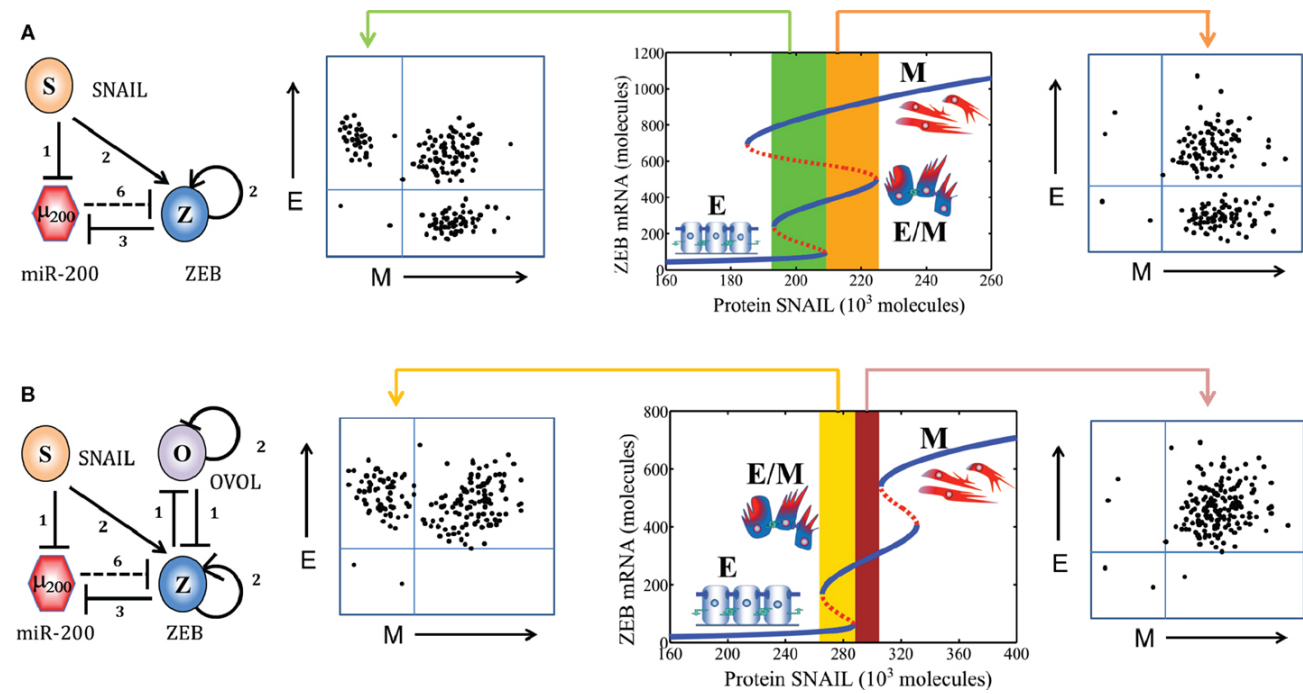 A
S
SNAIL
1
2
6
2
μ200
Z
3
miR-200
ZEB
E
M
1200
1000
800
600
400
200
0
ZEB mRNA (molecules)
M
E
E/M
160
180
200
220
240
260
Protein SNAIL (10³ molecules)
E
M
B
S
SNAIL
O
2
OVOL
1
2
1
1
6
2
μ200
Z
3
miR-200
ZEB
E
M
800
600
400
200
0
ZEB mRNA (molecules)
M
E/M
E
160
200
240
280
320
360
400
Protein SNAIL (10³ molecules)
E
M